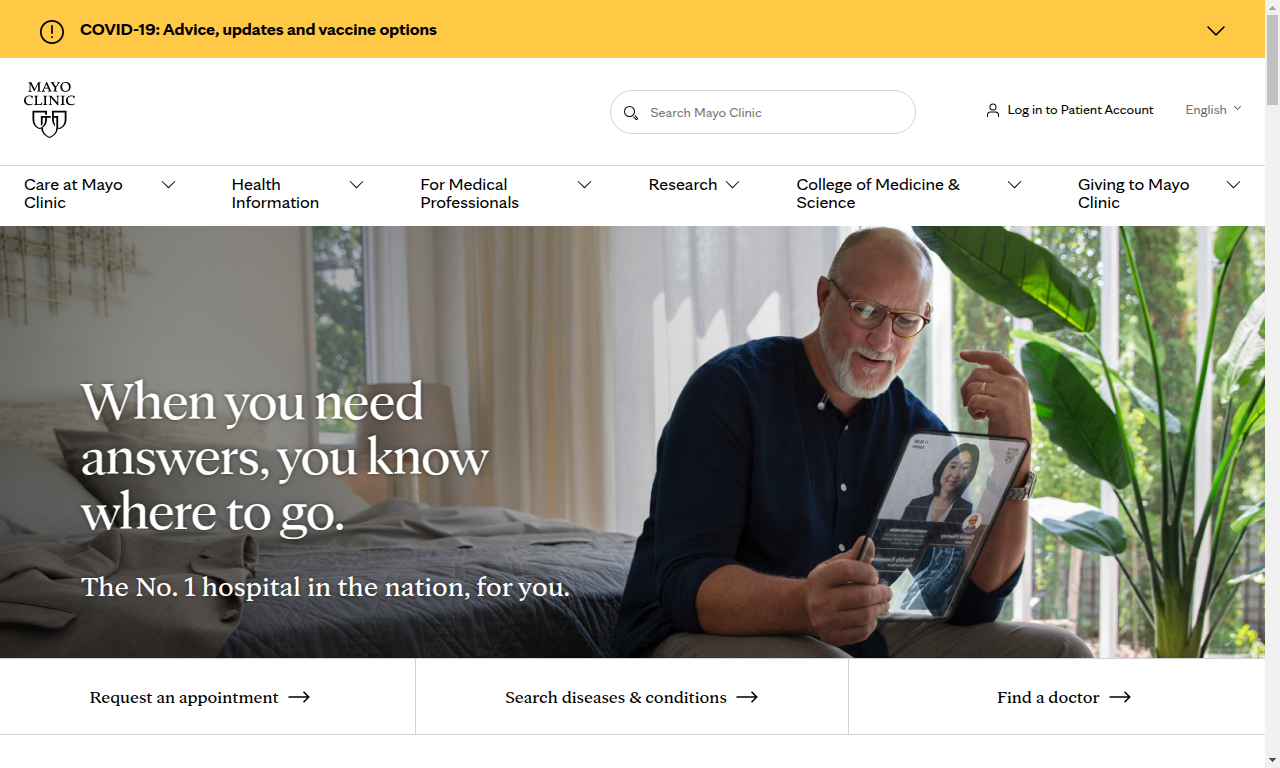 COVID-19: Advice, updates and vaccine options
MAYO
CLINIC
Search Mayo Clinic
Log in to Patient Account
English
Care at Mayo
Clinic
Health
Information
For Medical
Professionals
Research
College of Medicine &
Science
Giving to Mayo
Clinic
When you need
answers, you know
where to go.
The No. 1 hospital in the nation, for you.
Request an appointment
Search diseases & conditions
Find a doctor